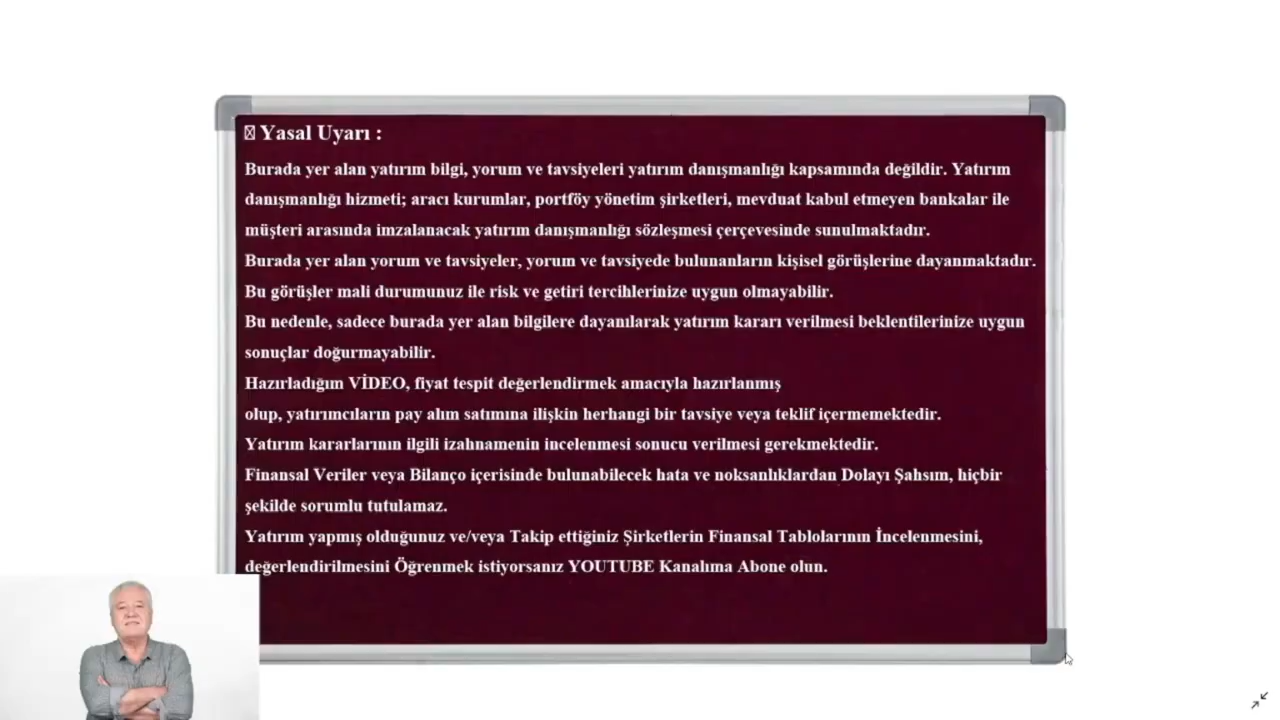 Yasal Uyarı :
Burada yer alan yatırım bilgi, yorum ve tavsiyeleri yatırım danışmanlığı kapsamında değildir. Yatırım
danışmanlığı hizmeti; aracı kurumlar, portföy yönetim şirketleri, mevduat kabul etmeyen bankalar ile
müşteri arasında imzalanacak yatırım danışmanlığı sözleşmesi çerçevesinde sunulmaktadır.
Burada yer alan yorum ve tavsiyeler, yorum ve tavsiyede bulunanların kişisel görüşlerine dayanmaktadır.
Bu görüşler mali durumunuz ile risk ve getiri tercihlerinize uygun olmayabilir.
Bu nedenle, sadece burada yer alan bilgilere dayanılarak yatırım kararı verilmesi beklentilerinize uygun
sonuçlar doğurmayabilir.
Hazırladığım VİDEO, fiyat tespit değerlendirmek amacıyla hazırlanmış
olup, yatırımcıların pay alım satımına ilişkin herhangi bir tavsiye veya teklif içermemektedir.
Yatırım kararlarının ilgili izahnamenin incelenmesi sonucu verilmesi gerekmektedir.
Finansal Veriler veya Bilanço içerisinde bulunabilecek hata ve noksanlıklardan Dolayı Şahsım, hiçbir
şekilde sorumlu tutulamaz.
Yatırım yapmış olduğunuz ve/veya Takip ettiğiniz Şirketlerin Finansal Tablolarının İncelenmesini,
değerlendirilmesini Öğrenmek istiyorsanız YOUTUBE Kanalıma Abone olun.